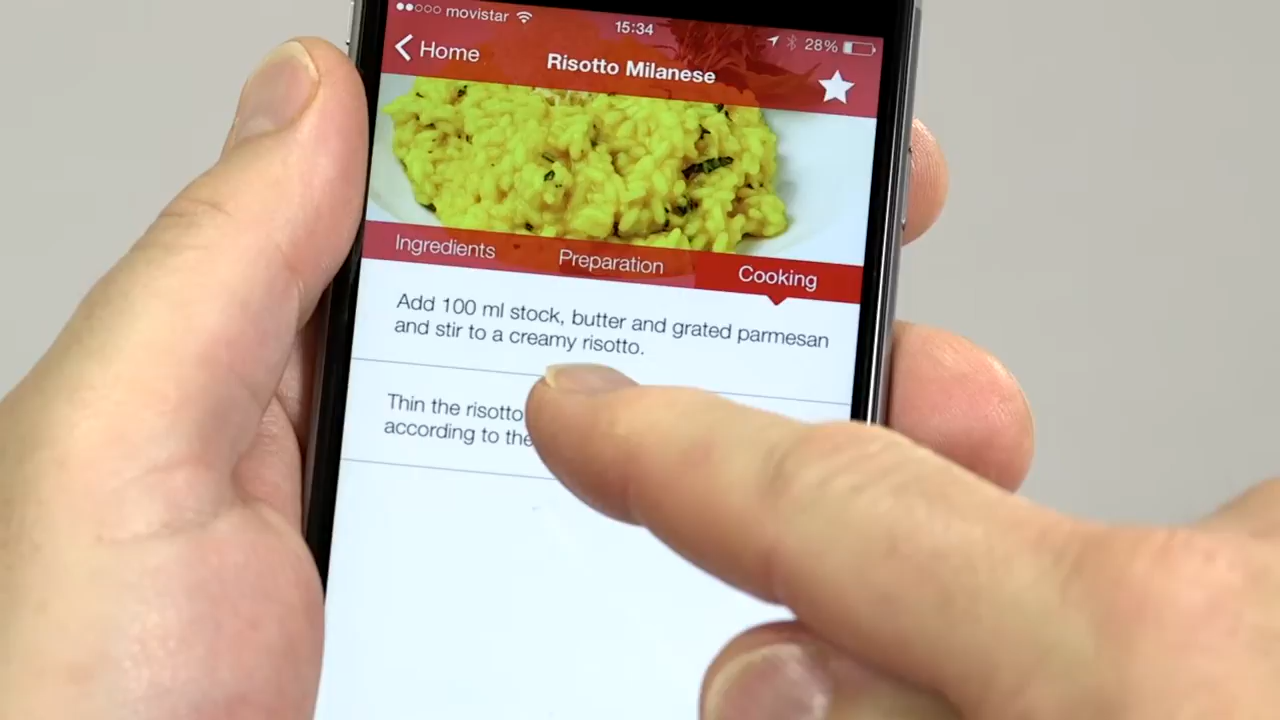 movistar 15:34 28%
Home Risotto Milanese
Ingredients Preparation Cooking
Add 100 ml stock, butter and grated parmesan
and stir to a creamy risotto.
Thin the risotto
according to the